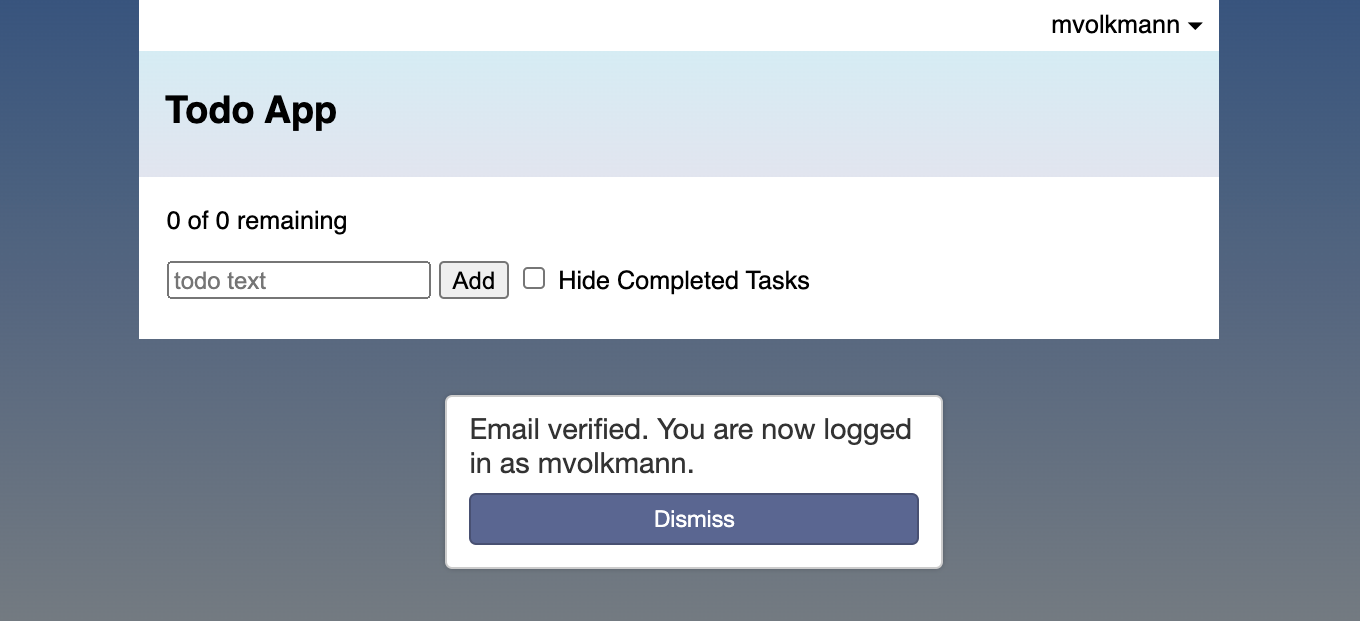 mvolkmann
Todo App
0 of 0 remaining
todo text Add Hide Completed Tasks
Email verified. You are now logged
in as mvolkmann.
Dismiss